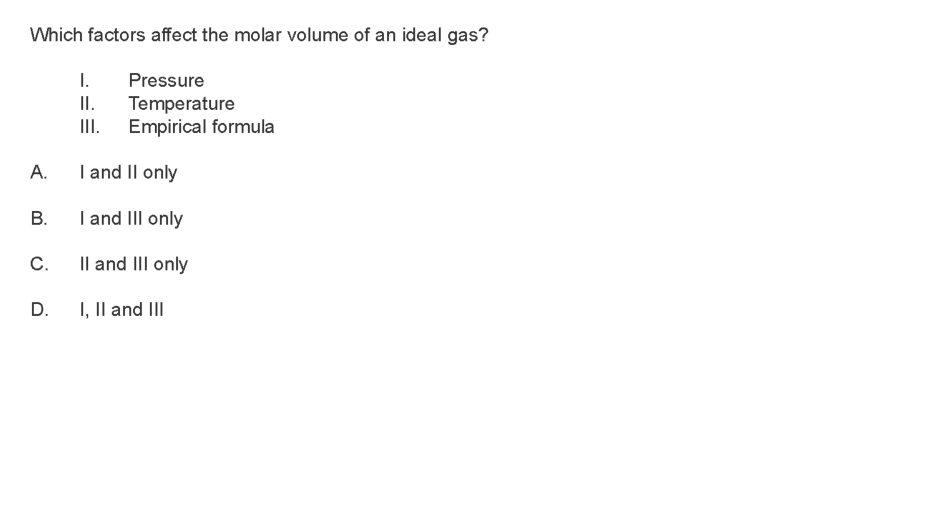 Which factors affect the molar volume of an ideal gas?
I. Pressure
II. Temperature
III. Empirical formula
A. I and II only
B. I and III only
C. II and III only
D. I, II and III